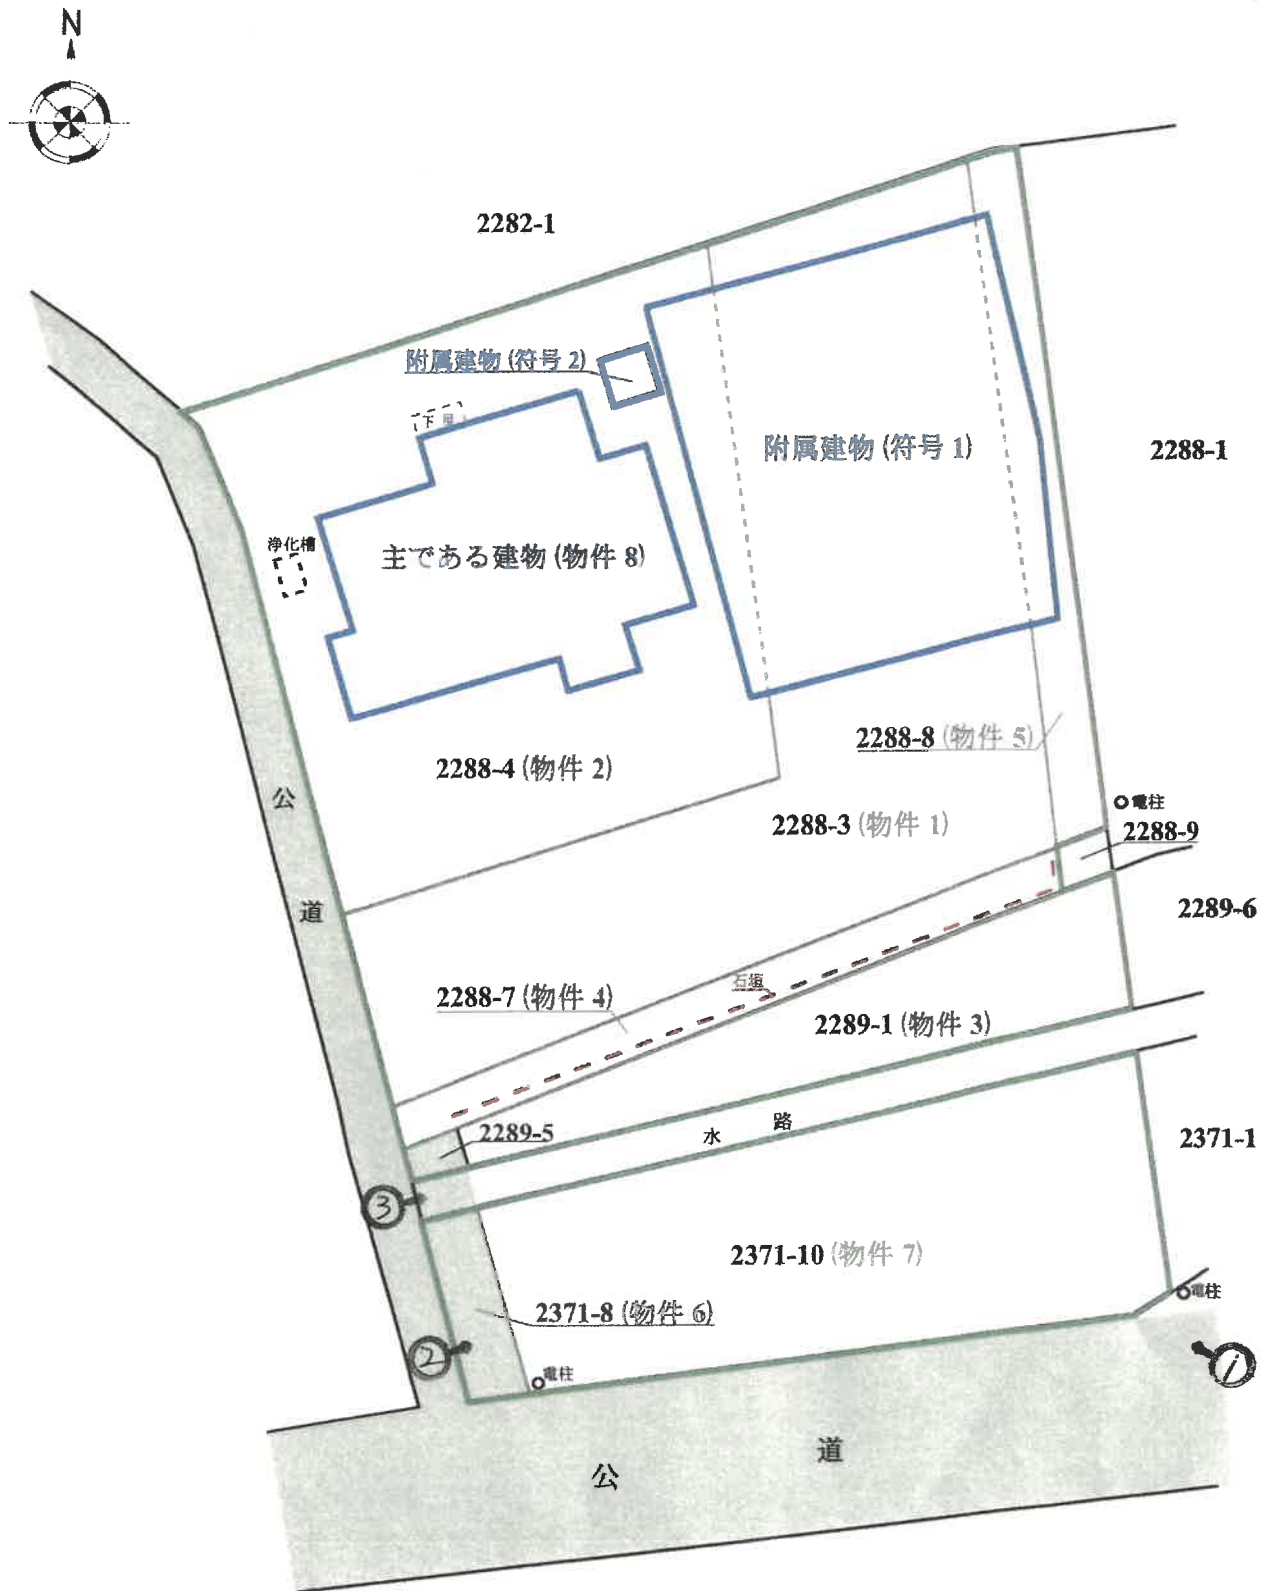 N
2282-1
附属建物 (符号 2)
下屋
附属建物 (符号 1)
2288-1
浄化槽
主である建物 (物件 8)
2288-8 (物件 5)
2288-4 (物件 2)
公
道
電柱
2288-3 (物件 1)
2288-9
2289-6
石垣
2288-7 (物件 4)
2289-1 (物件 3)
水路
2289-5
2371-1
3
2371-10 (物件 7)
電柱
2371-8 (物件 6)
2
電柱
1
公道